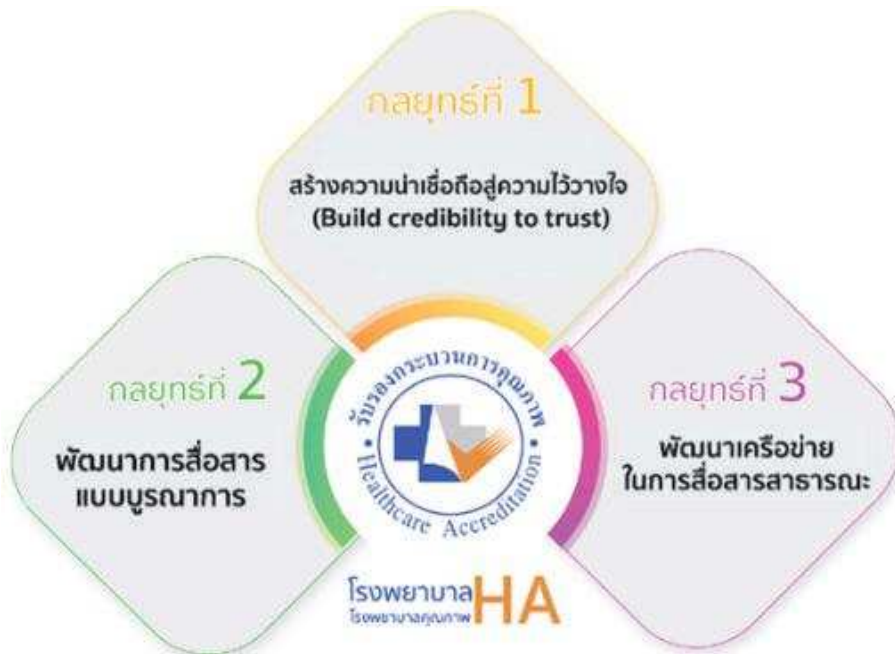 กลยุทธ์ที่ 1
สร้างความน่าเชื่อถือสู่ความไว้วางใจ
(Build credibility to trust)
กลยุทธ์ที่ 2
พัฒนาการสื่อสาร
แบบบูรณาการ
กลยุทธ์ที่ 3
พัฒนาเครือข่าย
ในการสื่อสารสาธารณะ
รับรองกระบวนการคุณภาพ
• Healthcare Accreditation •
โรงพยาบาล HA
โรงพยาบาลคุณภาพ